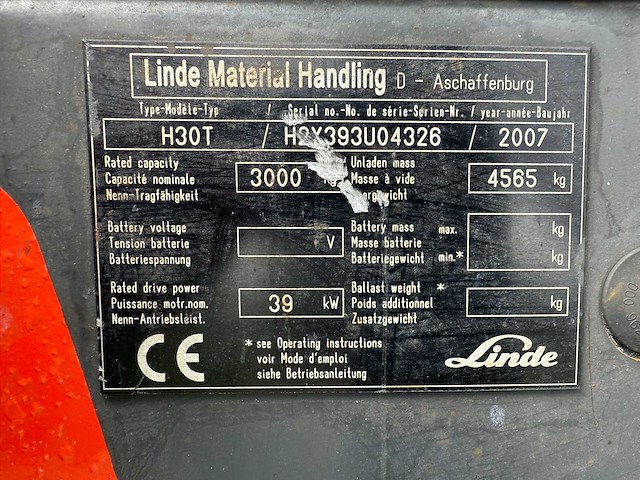 Linde Material Handling D - Aschaffenburg
Type-Modèle-Typ / Serial no.-No. de série-Serien-Nr. / year-année-Baujahr
H30T / H2X393U04326 / 2007
Rated capacity
Capacité nominale
Nenn-Tragfähigkeit
3000 kg
Unladen mass
Masse à vide
4565 kg
Battery voltage
Tension batterie
Batteriespannung
V
Battery mass max. kg
Masse batterie
Batteriegewicht min.* kg
Rated drive power
Puissance motr.nom.
Nenn-Antriebsleist.
39 kW
Ballast weight *
Poids additionnel
Zusatzgewicht
kg
CE
* see Operating instructions
voir Mode d'emploi
siehe Betriebsanleitung
Linde